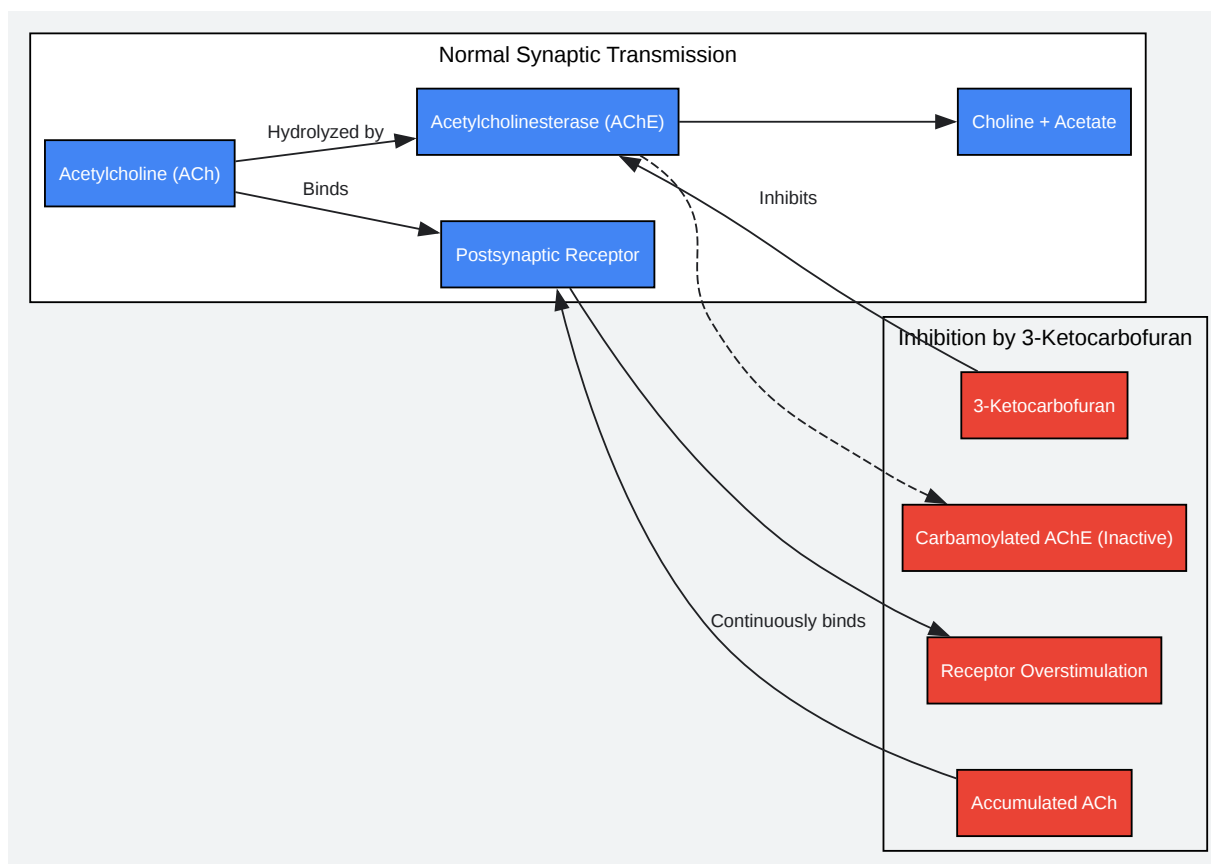 Normal Synaptic Transmission
Acetylcholinesterase (AChE)
Choline + Acetate
Hydrolyzed by
Acetylcholine (ACh)
Binds
Inhibits
Postsynaptic Receptor
Inhibition by 3-Ketocarbofuran
3-Ketocarbofuran
Carbamoylated AChE (Inactive)
Continuously binds
Receptor Overstimulation
Accumulated ACh